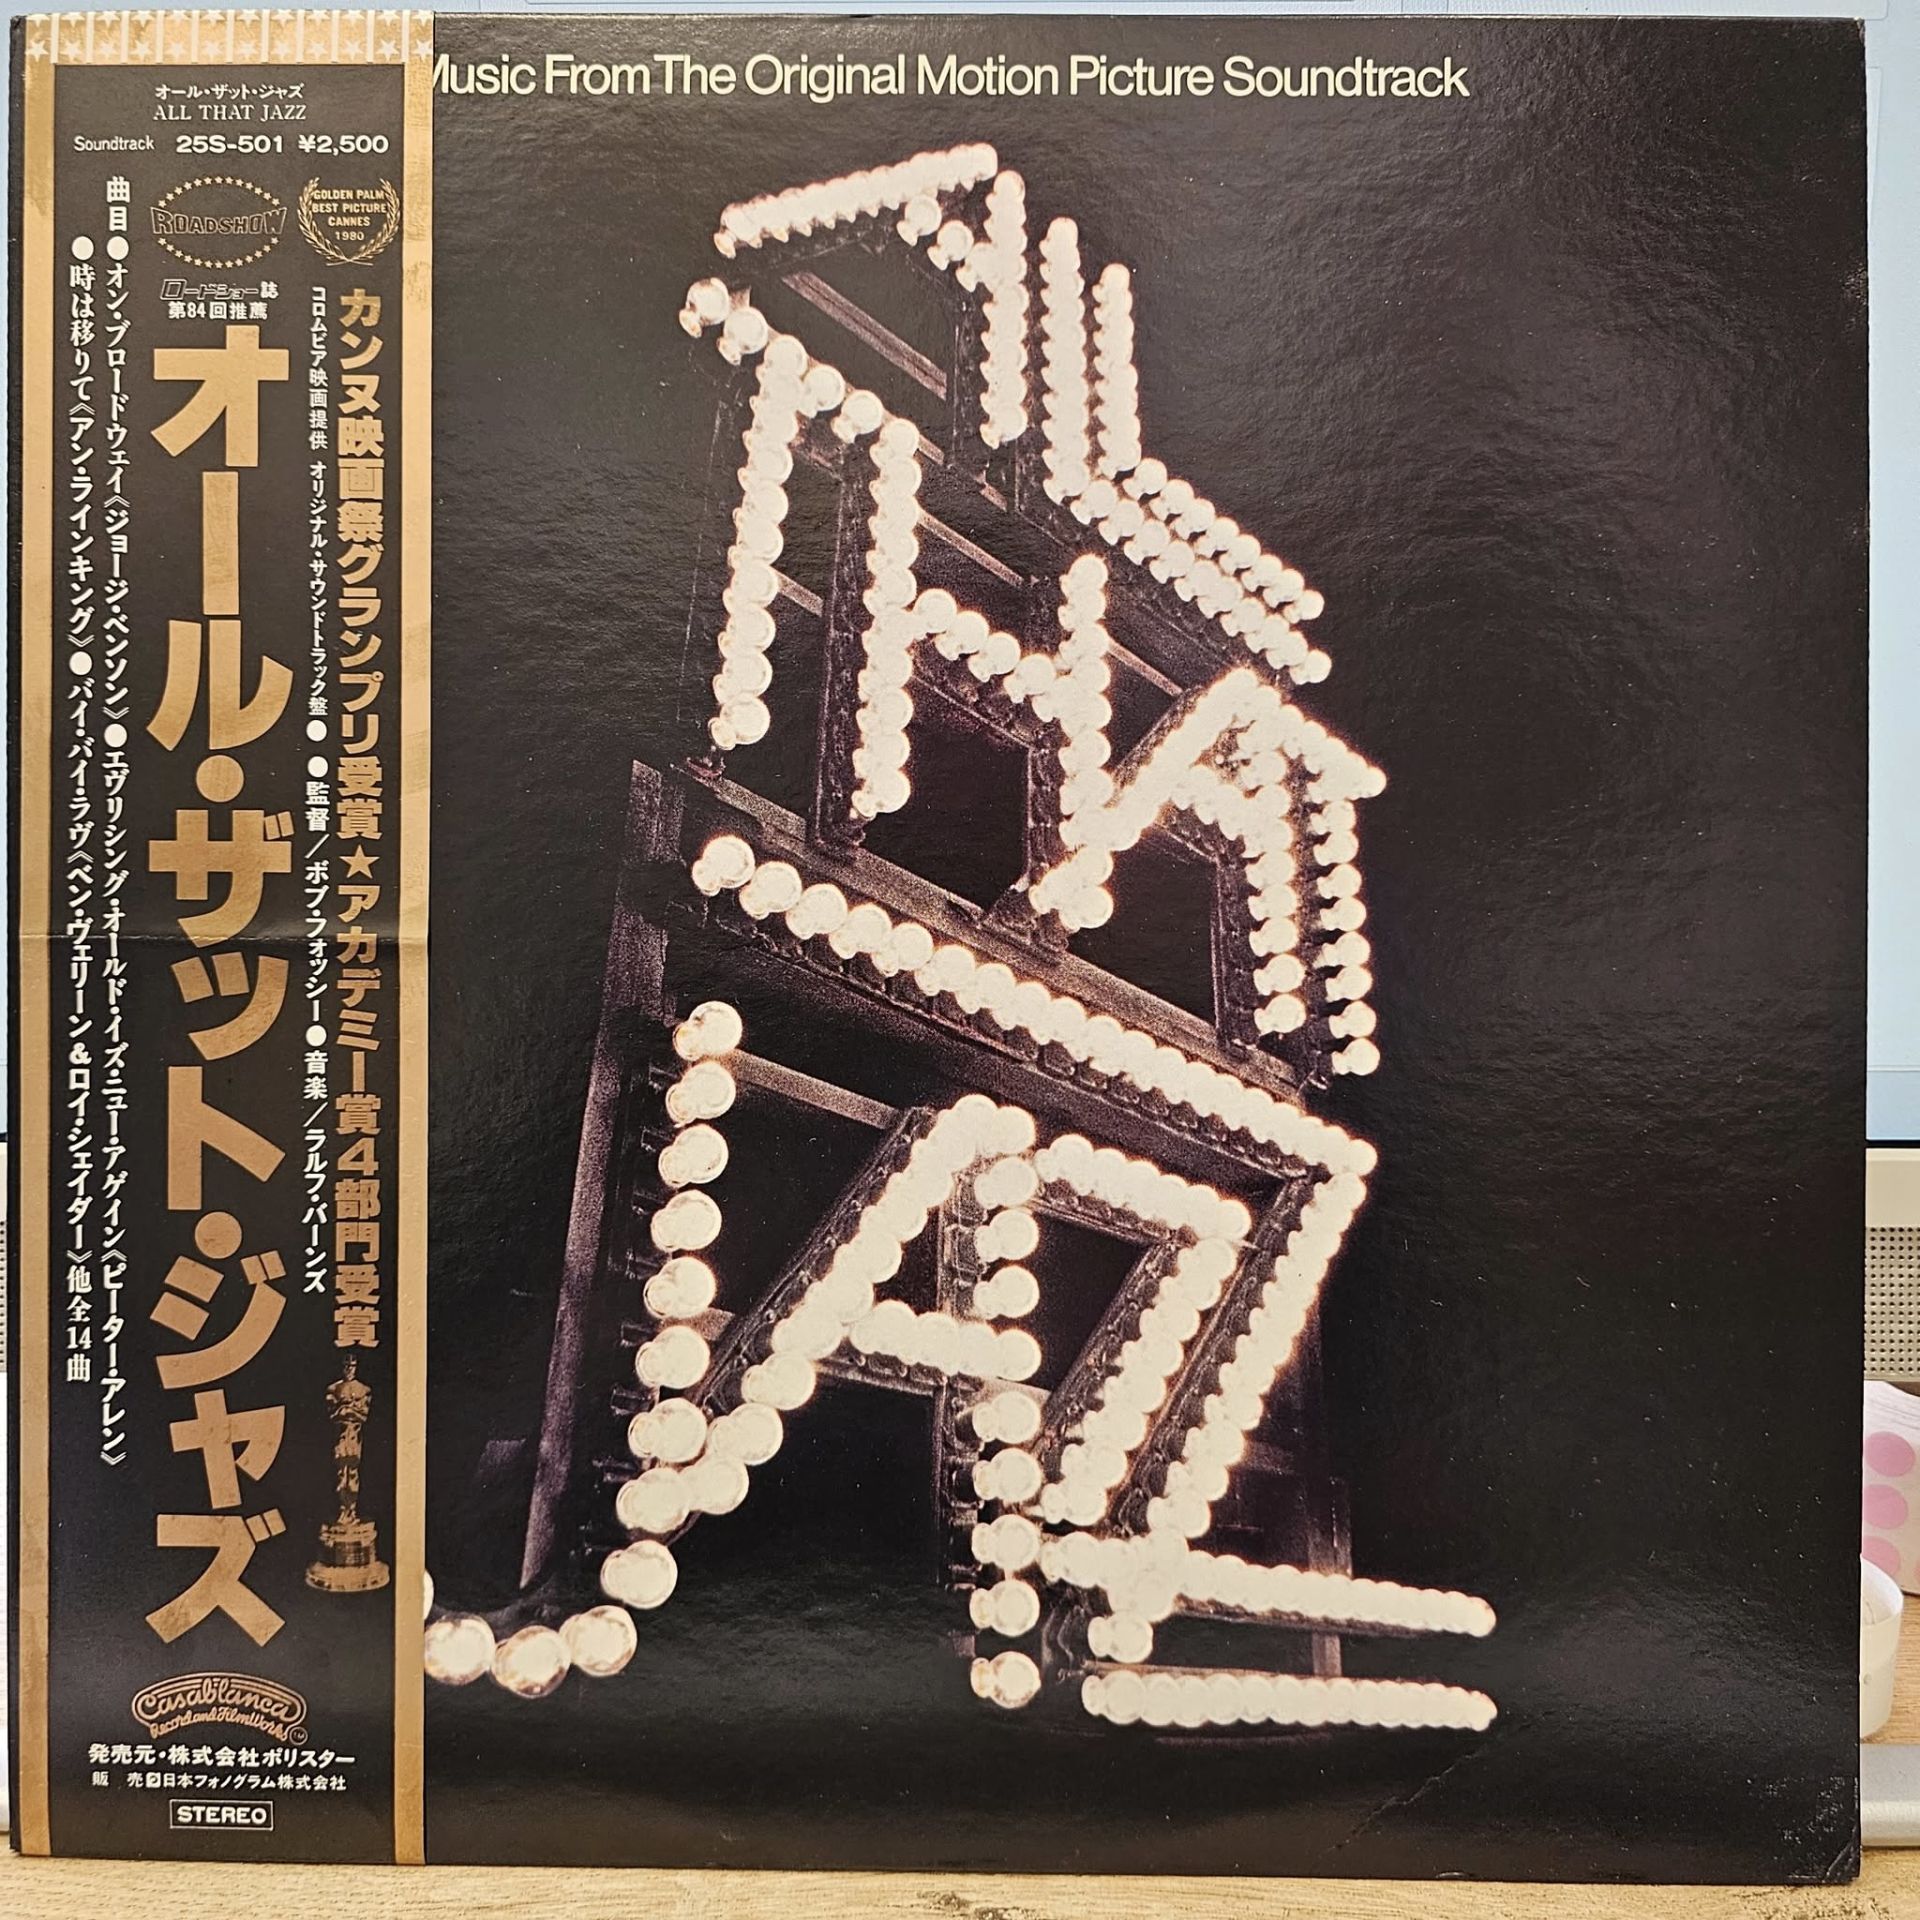 Music From The Original Motion Picture Soundtrack
オール・ザット・ジャズ
ALL THAT JAZZ
Soundtrack 25S-501 ¥2,500
GOLDEN PALM
BEST PICTURE
CANNES
1980
ROADSHOW
ロードショー誌
第84回推薦
カンヌ映画祭グランプリ受賞★アカデミー賞4部門受賞
コロムビア映画提供 オリジナル・サウンドトラック盤● ●監督/ボブ・フォッシー●音楽/ラルフ・バーンズ
オール・ザット・ジャズ
曲目●オン・ブロードウェイ《ジョージ・ベンソン》●エヴリシング・オールド・イズ・ニュー・アゲイン《ピーター・アレン》
●時は移りて《アン・ラインキング》●バイ・バイ・ラヴ《ベン・ヴェリーン&ロイ・シェイダー》他全14曲
Casablanca
Record and FilmWorks TM
発売元・株式会社ポリスター
販 売 日本フォノグラム株式会社
STEREO
ALL
THAT
JAZZ